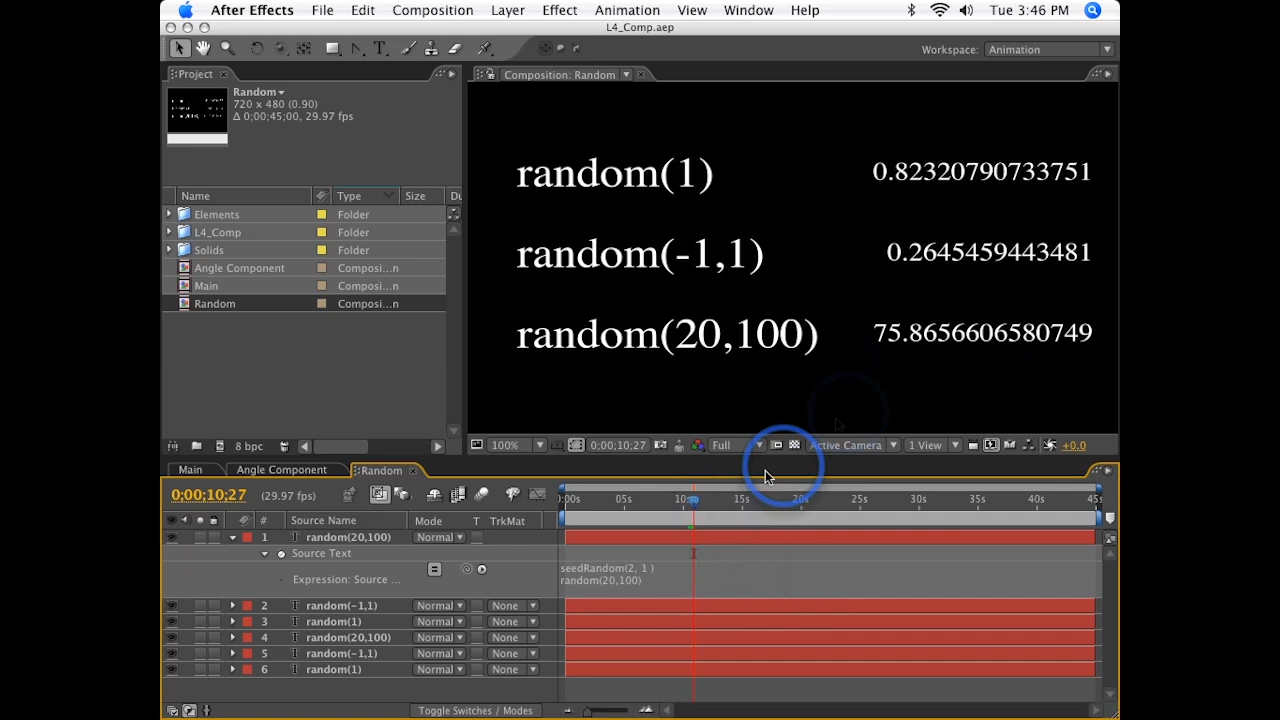 After Effects File Edit Composition Layer Effect Animation View Window Help Tue 3:46 PM
L4_Comp.aep
Workspace: Animation
Project
Composition: Random
Random
720 x 480 (0.90)
Δ 0;00;45;00, 29.97 fps
random(1) 0.82320790733751
random(-1,1) 0.2645459443481
random(20,100) 75.8656606580749
Name Type Size Du
Elements Folder
L4_Comp Folder
Solids Folder
Angle Component Composi...n
Main Composi...n
Random Composi...n
8 bpc
100% 0;00;10;27 Full Active Camera 1 View +0.0
Main Angle Component Random
0;00;10;27 (29.97 fps)
):00s 05s 10:00s 15s 20s 25s 30s 35s 40s 45s
# Source Name Mode T TrkMat
1 T random(20,100) Normal
Source Text
Expression: Source ...
seedRandom(2, 1 )
random(20,100)
2 T random(-1,1) Normal None
3 T random(1) Normal None
4 T random(20,100) Normal None
5 T random(-1,1) Normal None
6 T random(1) Normal None
Toggle Switches / Modes